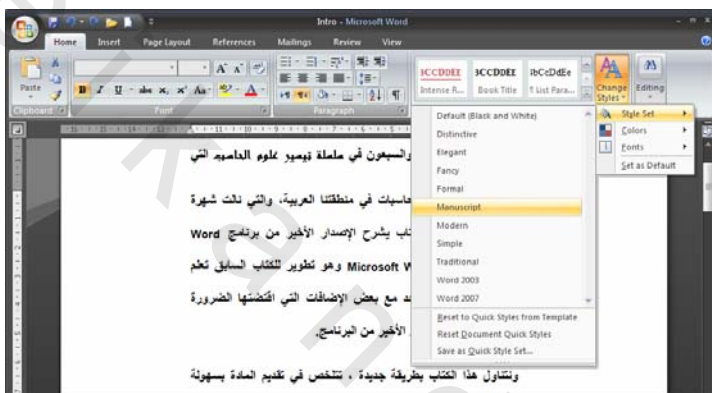 Intro - Microsoft Word
Home Insert Page Layout References Mailings Review View
Paste
3CCDDEE 3CCDDÈE ÈbCcDdEe
Intense R... Book Title ¶ List Para...
Change Styles Editing
Clipboard Font Paragraph
Style Set
Colors
Fonts
Set as Default
Default (Black and White)
Distinctive
Elegant
Fancy
Formal
Manuscript
Modern
Simple
Traditional
Word 2003
Word 2007
Reset to Quick Styles from Template
Reset Document Quick Styles
Save as Quick Style Set...
والسبعون في سلسلة تيسير علوم الحاسب التي
في منطقتنا العربية، والتي نالت شهرة
يشرح الإصدار الأخير من برنامج Word
Microsoft وهو تطوير للكتاب السابق تعلم
مع بعض الإضافات التي اقتضتها الضرورة
الأخير من البرنامج.
ونتناول هذا الكتاب بطريقة جديدة ، تتلخص في تقديم المادة بسهولة